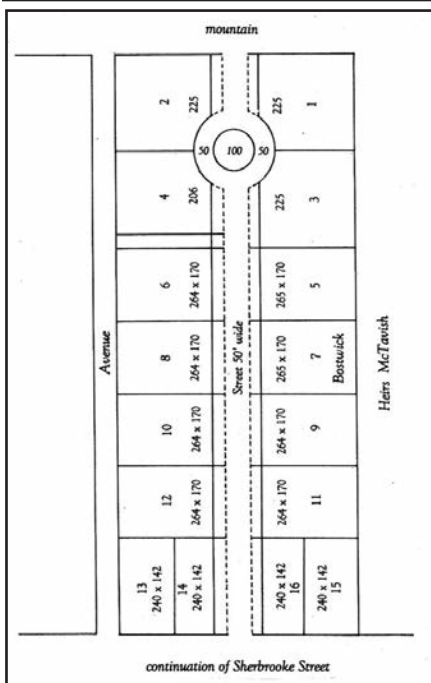 mountain
2
225
225
1
50
100
50
4
206
225
3
6
264 x 170
265 x 170
5
Avenue
8
264 x 170
Street 50' wide
265 x 170
7
Bostwick
Heirs McTavish
10
264 x 170
264 x 170
9
12
264 x 170
264 x 170
11
13
240 x 142
14
240 x 142
240 x 142
16
240 x 142
15
continuation of Sherbrooke Street